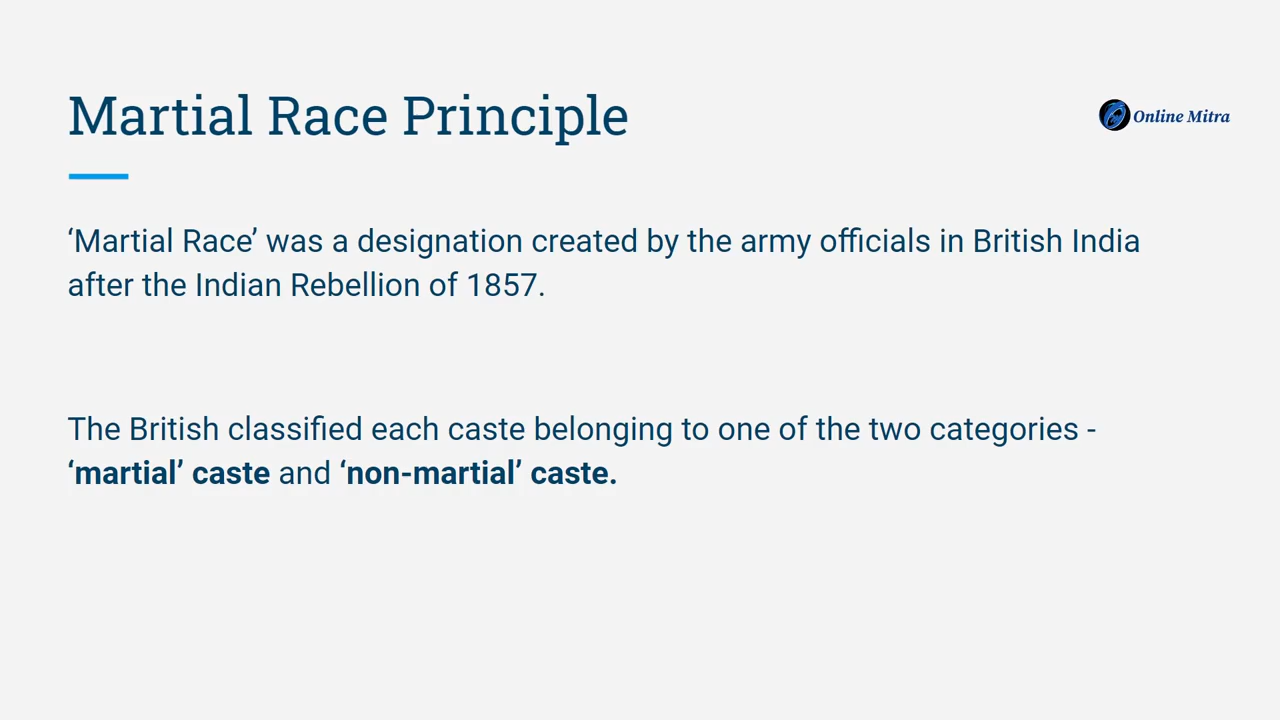 Martial Race Principle
Online Mitra
‘Martial Race’ was a designation created by the army officials in British India
after the Indian Rebellion of 1857.
The British classified each caste belonging to one of the two categories -
‘martial’ caste and ‘non-martial’ caste.